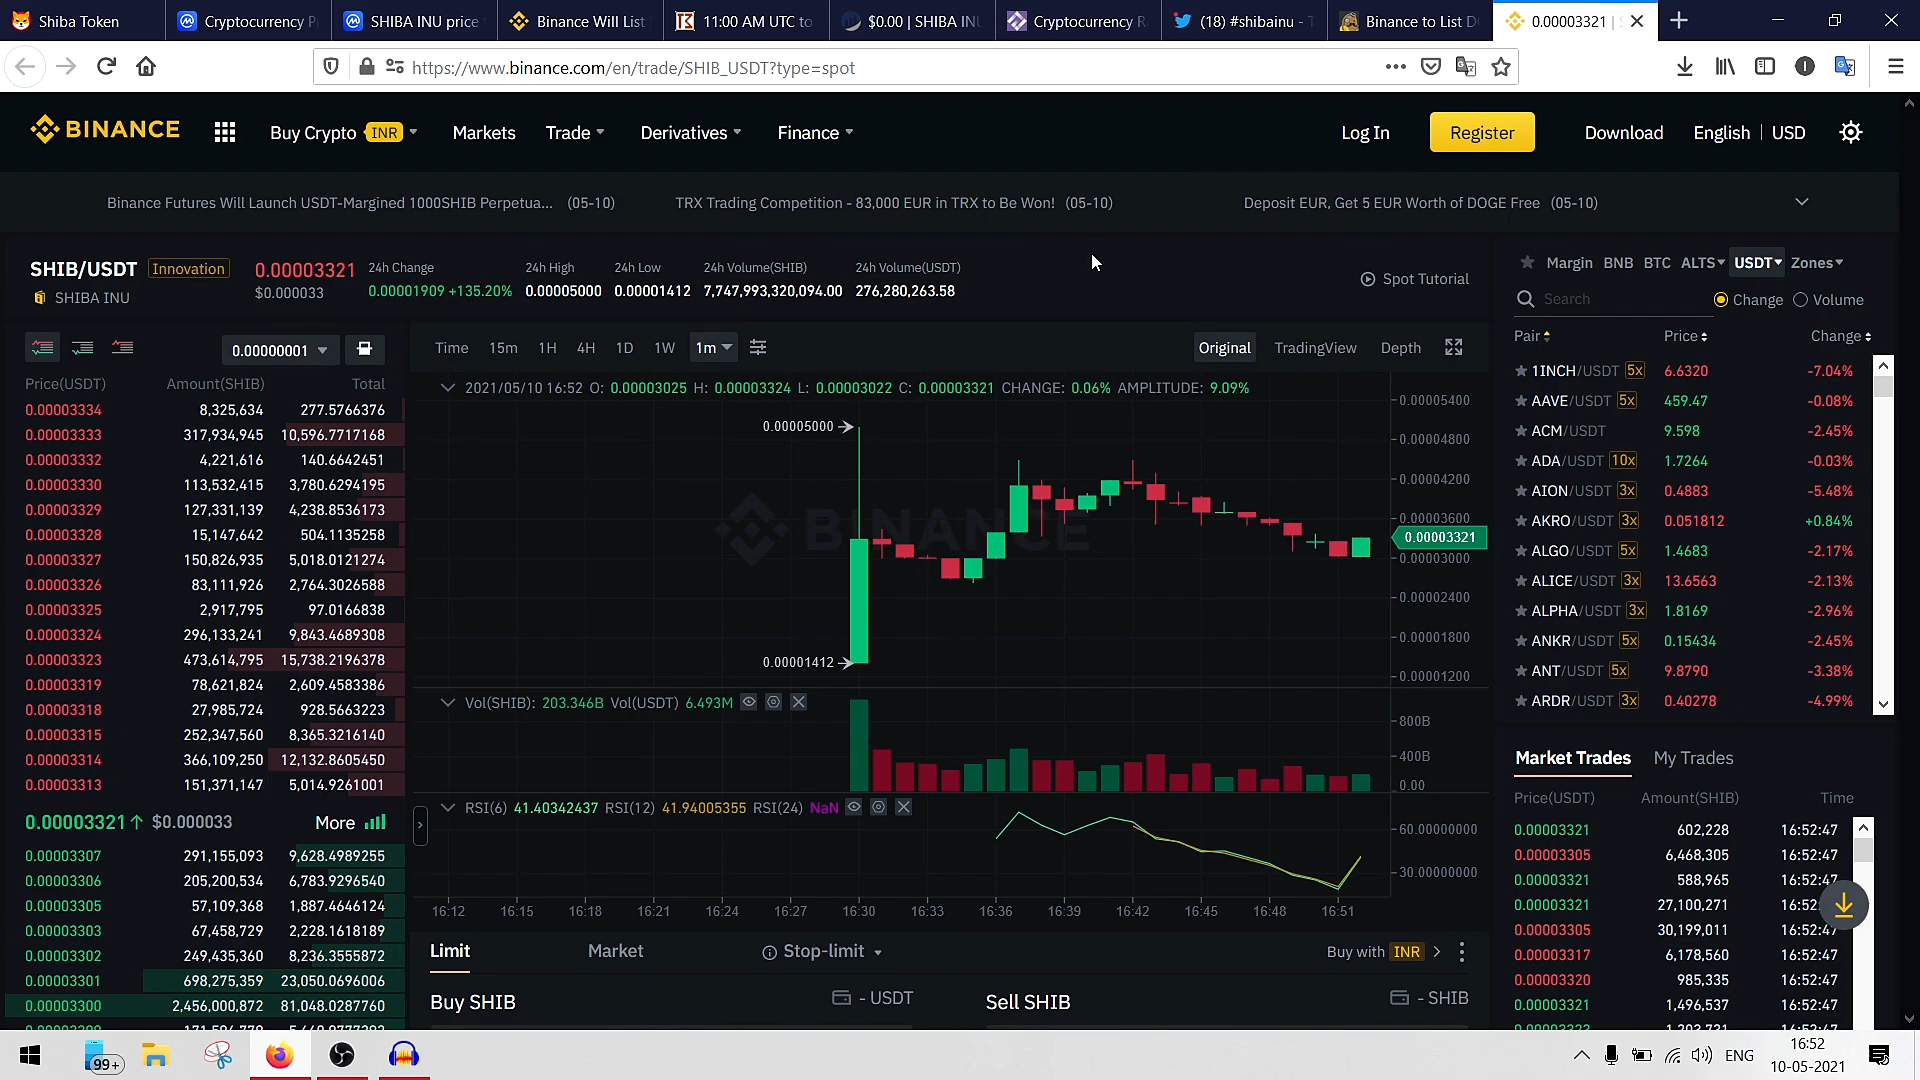 Shiba Token
Cryptocurrency P
SHIBA INU price
Binance Will List
11:00 AM UTC to
$0.00 | SHIBA INU
Cryptocurrency R
(18) #shibainu - T
Binance to List D
0.00003321 |
https://www.binance.com/en/trade/SHIB_USDT?type=spot
BINANCE
Buy Crypto INR
Markets
Trade
Derivatives
Finance
Log In
Register
Download
English | USD
Binance Futures Will Launch USDT-Margined 1000SHIB Perpetua... (05-10)
TRX Trading Competition - 83,000 EUR in TRX to Be Won! (05-10)
Deposit EUR, Get 5 EUR Worth of DOGE Free (05-10)
SHIB/USDT Innovation
SHIBA INU
0.00003321
$0.000033
24h Change
0.00001909 +135.20%
24h High
0.00005000
24h Low
0.00001412
24h Volume(SHIB)
7,747,993,320,094.00
24h Volume(USDT)
276,280,263.58
Spot Tutorial
0.00000001
Price(USDT) Amount(SHIB) Total
0.00003334 8,325,634 277.5766376
0.00003333 317,934,945 10,596.7717168
0.00003332 4,221,616 140.6642451
0.00003330 113,532,415 3,780.6294195
0.00003329 127,331,139 4,238.8536173
0.00003328 15,147,642 504.1135258
0.00003327 150,826,935 5,018.0121274
0.00003326 83,111,926 2,764.3026588
0.00003325 2,917,795 97.0166838
0.00003324 296,133,241 9,843.4689308
0.00003323 473,614,795 15,738.2196378
0.00003319 78,621,824 2,609.4583386
0.00003318 27,985,724 928.5663223
0.00003315 252,347,560 8,365.3216140
0.00003314 366,109,250 12,132.8605450
0.00003313 151,371,147 5,014.9261001
0.00003321 $0.000033 More
0.00003307 291,155,093 9,628.4989255
0.00003306 205,200,534 6,783.9296540
0.00003305 57,109,368 1,887.4646124
0.00003303 67,458,729 2,228.1618189
0.00003302 249,435,360 8,236.3555872
0.00003301 698,275,359 23,050.0696006
0.00003300 2,456,000,872 81,048.0287760
Time 15m 1H 4H 1D 1W 1m
Original TradingView Depth
2021/05/10 16:52 O: 0.00003025 H: 0.00003324 L: 0.00003022 C: 0.00003321 CHANGE: 0.06% AMPLITUDE: 9.09%
0.00005000
0.00001412
BINANCE
0.00005400
0.00004800
0.00004200
0.00003600
0.00003321
0.00003000
0.00002400
0.00001800
0.00001200
Vol(SHIB): 203.346B Vol(USDT) 6.493M
800B
400B
0.00
RSI(6) 41.40342437 RSI(12) 41.94005355 RSI(24) NaN
60.00000000
30.00000000
16:12 16:15 16:18 16:21 16:24 16:27 16:30 16:33 16:36 16:39 16:42 16:45 16:48 16:51
Limit Market Stop-limit
Buy with INR
Buy SHIB - USDT
Sell SHIB - SHIB
Margin BNB BTC ALTS USDT Zones
Search Change Volume
Pair Price Change
1INCH/USDT 5x 6.6320 -7.04%
AAVE/USDT 5x 459.47 -0.08%
ACM/USDT 9.598 -2.45%
ADA/USDT 10x 1.7264 -0.03%
AION/USDT 3x 0.4883 -5.48%
AKRO/USDT 3x 0.051812 +0.84%
ALGO/USDT 5x 1.4683 -2.17%
ALICE/USDT 3x 13.6563 -2.13%
ALPHA/USDT 3x 1.8169 -2.96%
ANKR/USDT 5x 0.15434 -2.45%
ANT/USDT 5x 9.8790 -3.38%
ARDR/USDT 3x 0.40278 -4.99%
Market Trades My Trades
Price(USDT) Amount(SHIB) Time
0.00003321 602,228 16:52:47
0.00003305 6,468,305 16:52:47
0.00003321 588,965 16:52:47
0.00003321 27,100,271 16:52:47
0.00003305 30,199,011 16:52:47
0.00003317 6,178,560 16:52:47
0.00003320 985,335 16:52:47
0.00003321 1,496,537 16:52:47
99+
ENG
16:52
10-05-2021